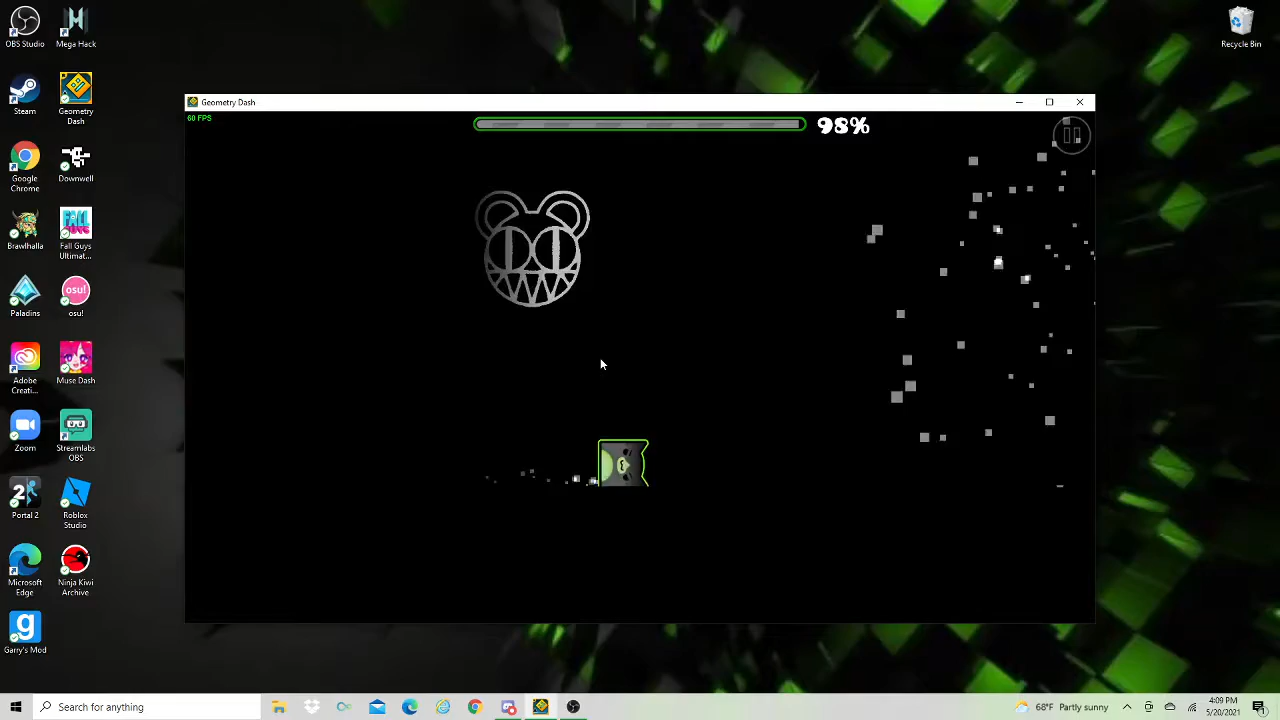 OBS Studio
Mega Hack
Recycle Bin
Steam
Geometry
Dash
Google
Chrome
Downwell
Brawlhalla
Fall Guys
Ultimat...
Paladins
osu!
osu!
Adobe
Creati...
Muse Dash
Zoom
Streamlabs
OBS
2
Portal 2
Roblox
Studio
Microsoft
Edge
Ninja Kiwi
Archive
g
Garry's Mod
Geometry Dash
60 FPS
98%
Search for anything
68°F Partly sunny
4:09 PM
5/20/2021